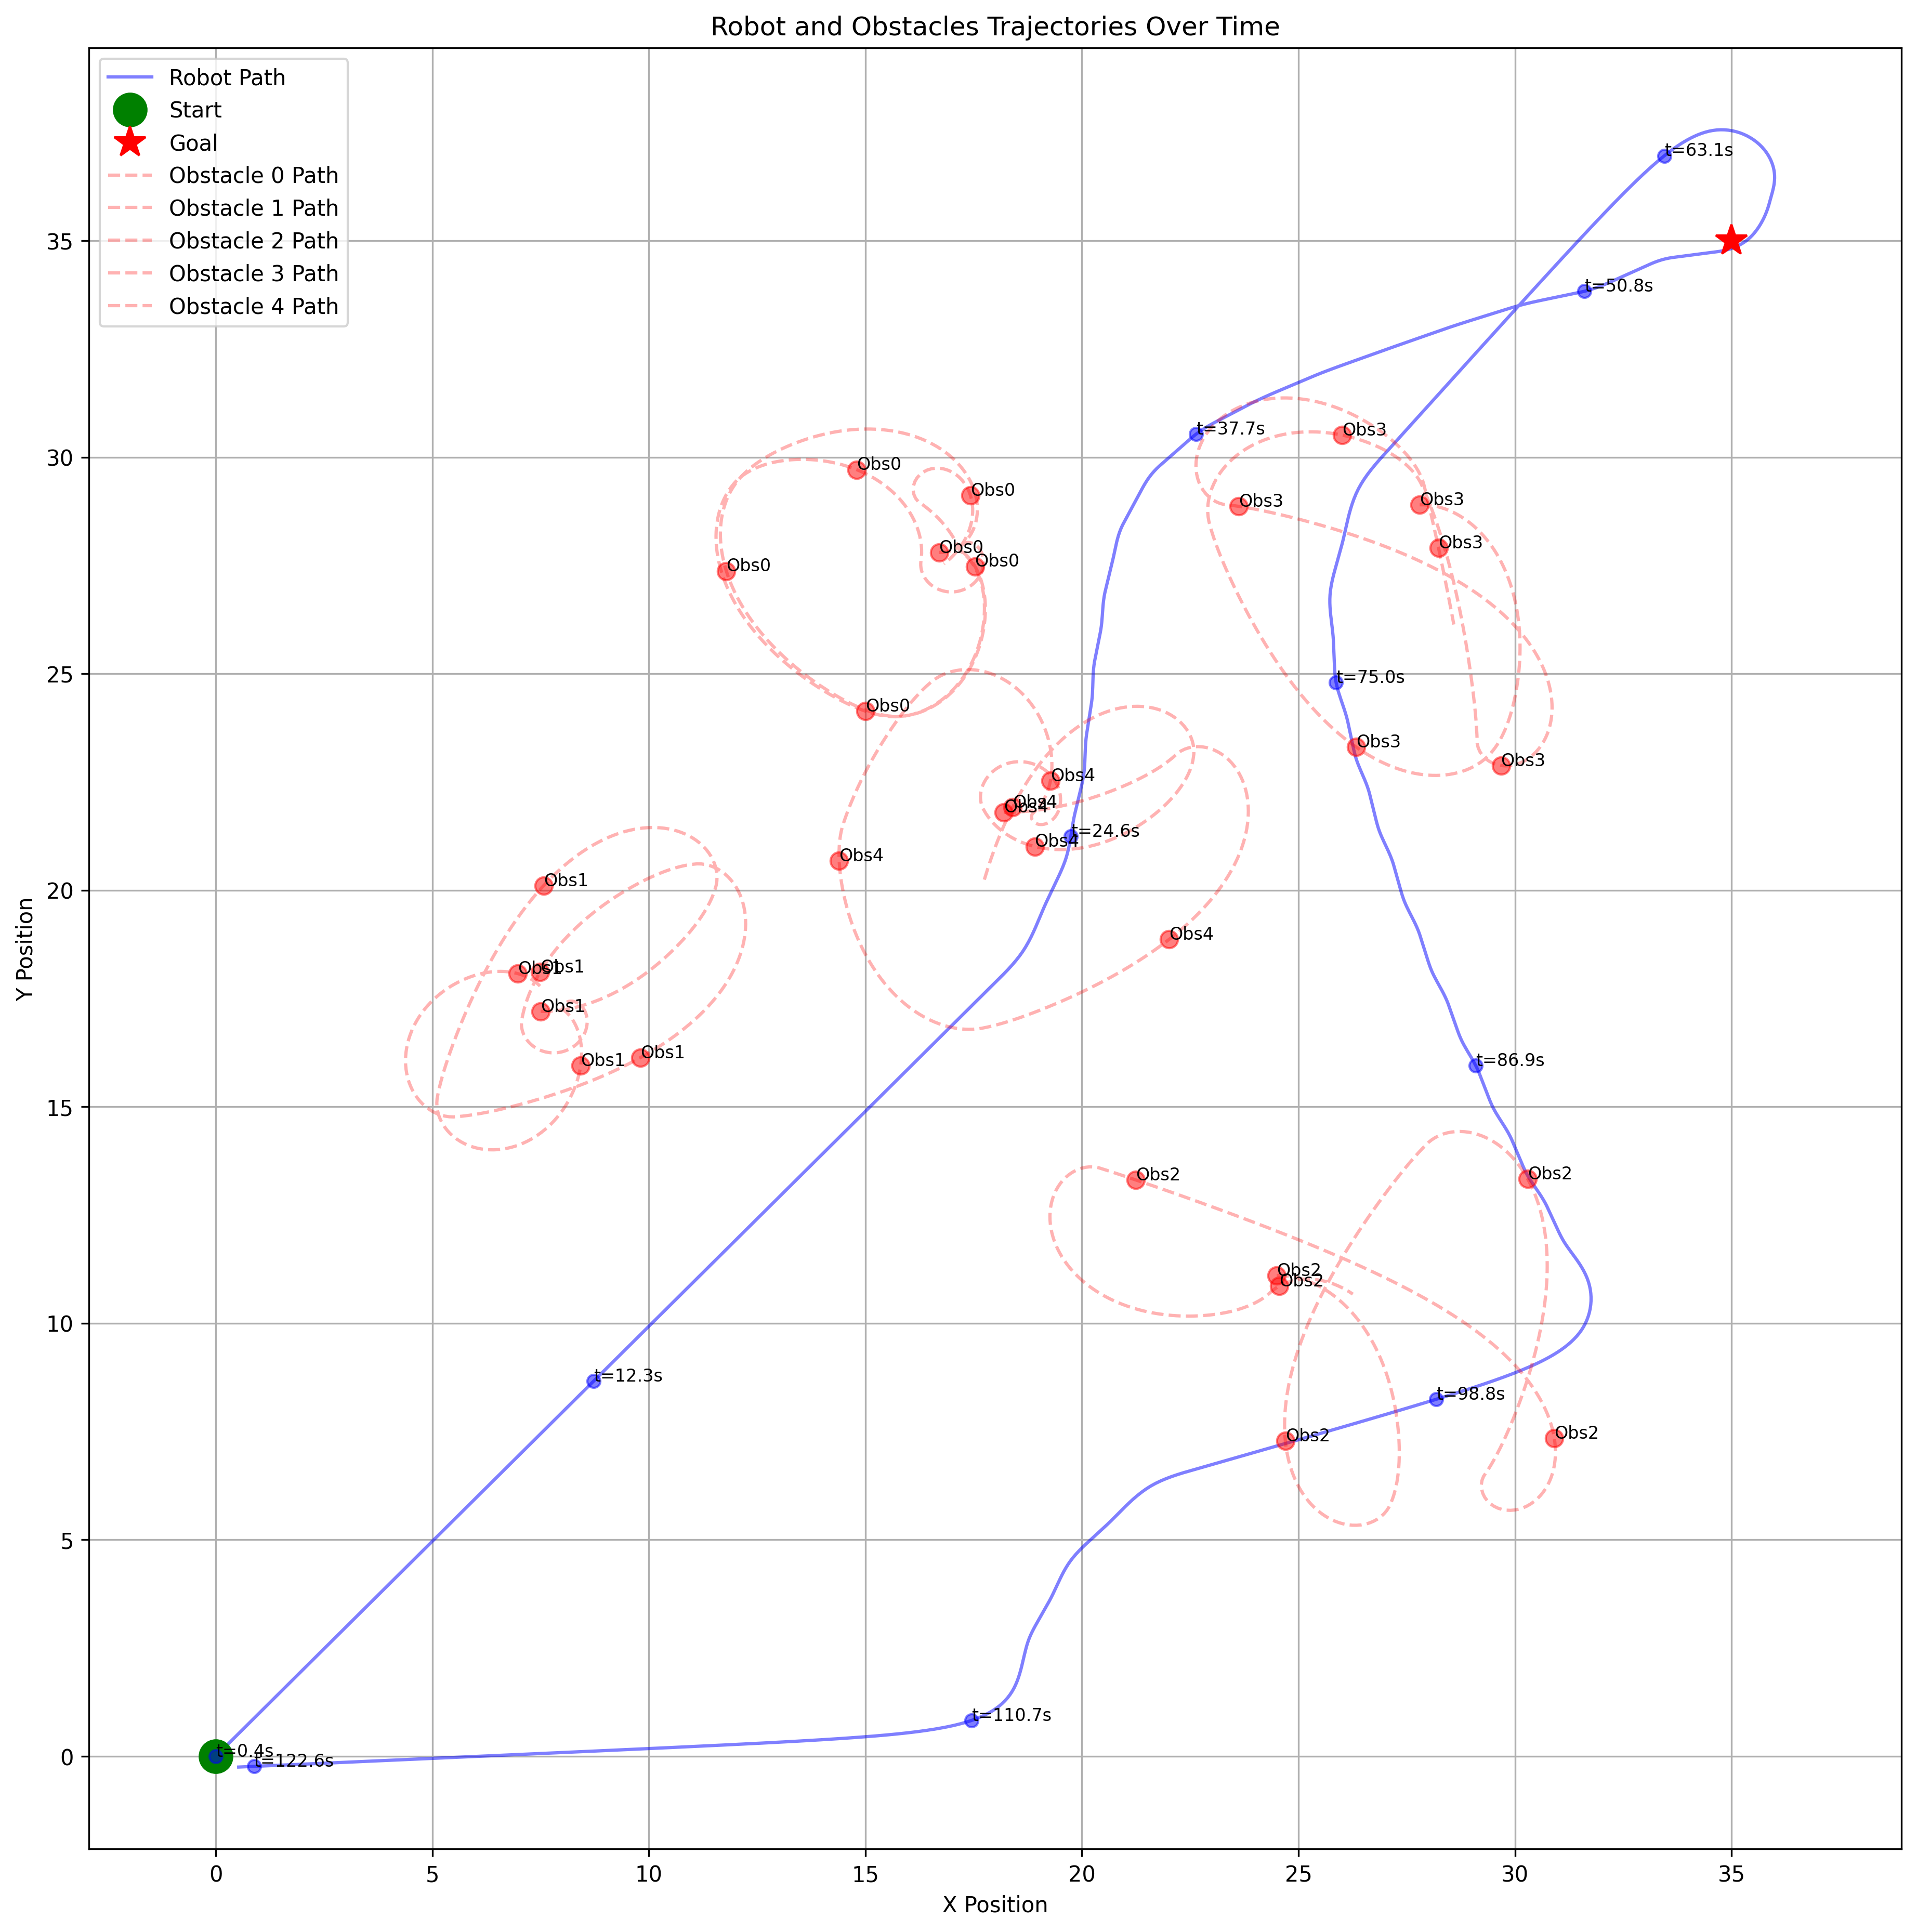 Robot and Obstacles Trajectories Over Time
Robot Path
Start
Goal
Obstacle 0 Path
Obstacle 1 Path
Obstacle 2 Path
Obstacle 3 Path
Obstacle 4 Path
t=63.1s
35
t=50.8s
30
t=37.7s
Obs3
Obs0
Obs0
Obs3
Obs3
Obs0
Obs3
Obs0
Obs0
25
t=75.0s
Obs0
Obs3
Obs3
Obs4
Obs4
Obs4
t=24.6s
Obs4
Obs4
20
Obs1
Obs4
Obs1
Obs1
Obs1
Obs1
Obs1
t=86.9s
15
Obs2
Obs2
Obs2
Obs2
10
t=12.3s
t=98.8s
Obs2
Obs2
5
t=110.7s
0
t=0.4s
t=122.6s
0
5
10
15
20
25
30
35
X Position
Y Position